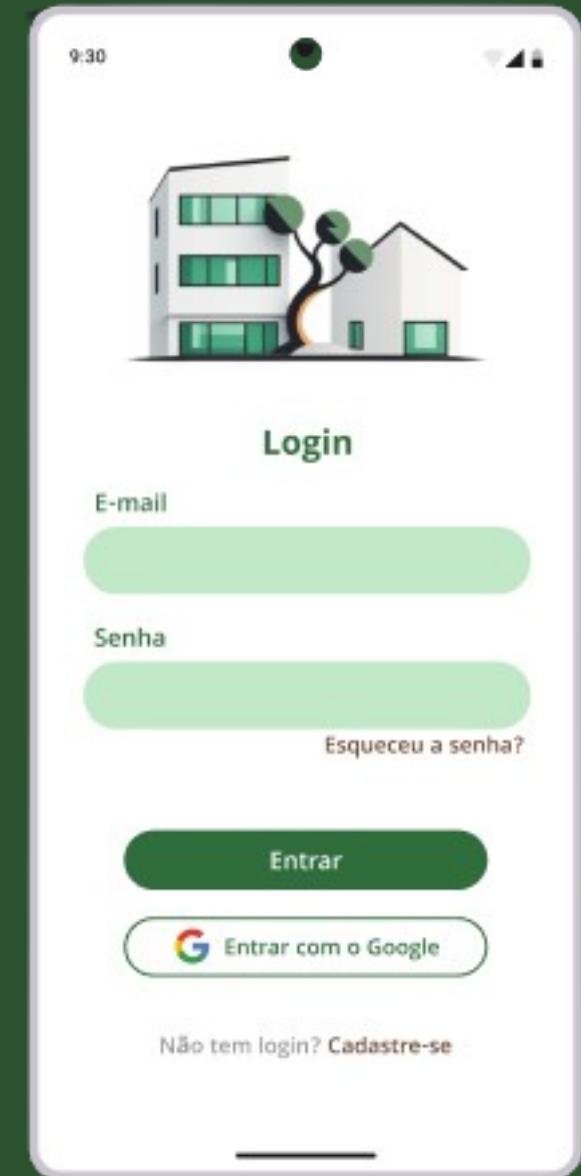 9:30
Login
E-mail
Senha
Esqueceu a senha?
Entrar
Entrar com o Google
Não tem login? Cadastre-se